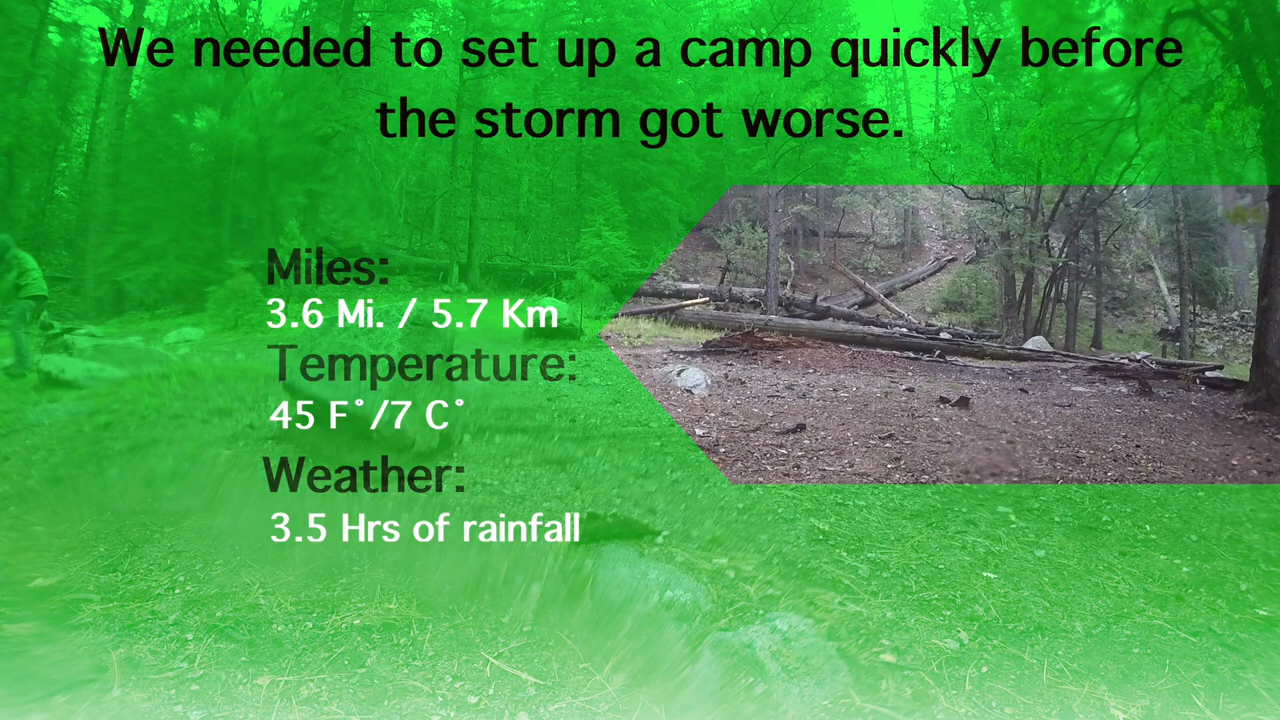 We needed to set up a camp quickly before
the storm got worse.
Miles:
3.6 Mi. / 5.7 Km
Temperature:
45 F˚/7 C˚
Weather:
3.5 Hrs of rainfall